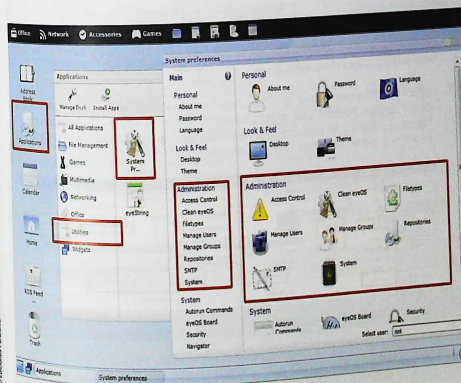 Office Network Accessories Games
System preferences
Address
Book
Applications
Calendar
Home
RSS Feed
Trash
Applications
Manage Dock Install Apps
All Applications
File Management
Games
Multimedia
Networking
Office
Utilities
Widgets
System
Pr...
eyeString
Main
Personal
About me
Password
Language
Look & Feel
Desktop
Theme
Administration
Access Control
Clean eyeOS
Filetypes
Manage Users
Manage Groups
Repositories
SMTP
System
System
Autorun Commands
eyeOS Board
Security
Navigator
Personal
About me Password Language
Look & Feel
Desktop Theme
Administration
Access Control Clean eyeOS Filetypes
Manage Users Manage Groups Repositories
SMTP System
System
Autorun
Commands
eyeOS Board Security
Select user: root
Applications System preferences